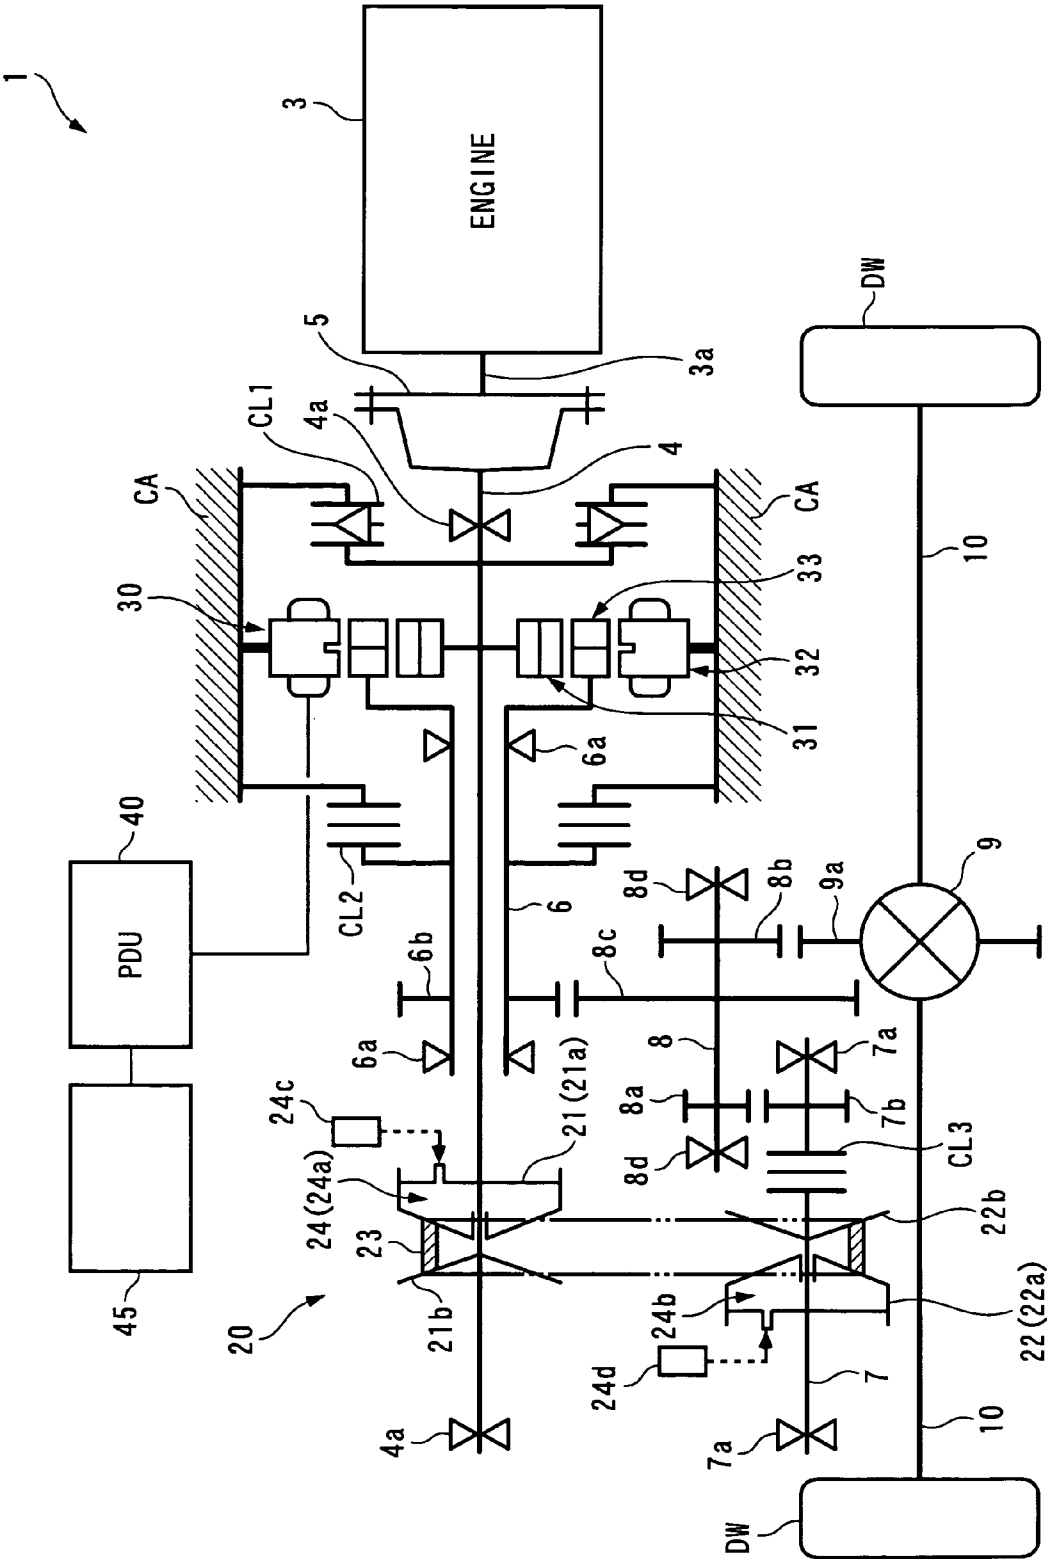 1
3
ENGINE
DW
5
3a
CL1
4a
4
CA
CA
10
30
33
32
31
6a
40
PDU
CL2
6
8d
8b
9a
9
6b
8c
6a
8
7a
24c
21(21a)
8a
7b
24(24a)
8d
CL3
23
22b
45
20
21b
24b
22(22a)
24d
7
4a
7a
10
DW